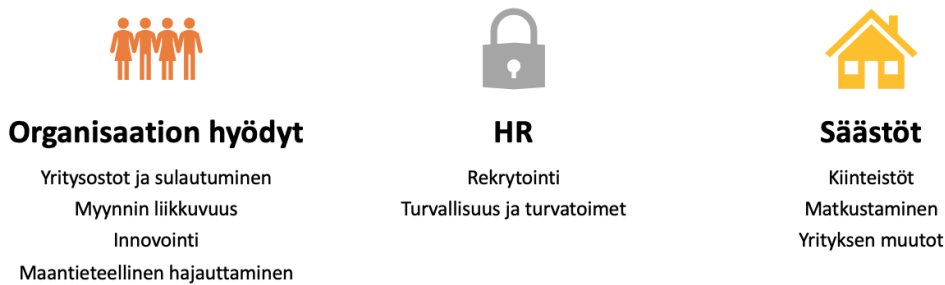 Organisaation hyödyt
Yritysostot ja sulautuminen
Myynnin liikkuvuus
Innovointi
Maantieteellinen hajauttaminen
HR
Rekrytointi
Turvallisuus ja turvatoimet
Säästöt
Kiinteistöt
Matkustaminen
Yrityksen muutot